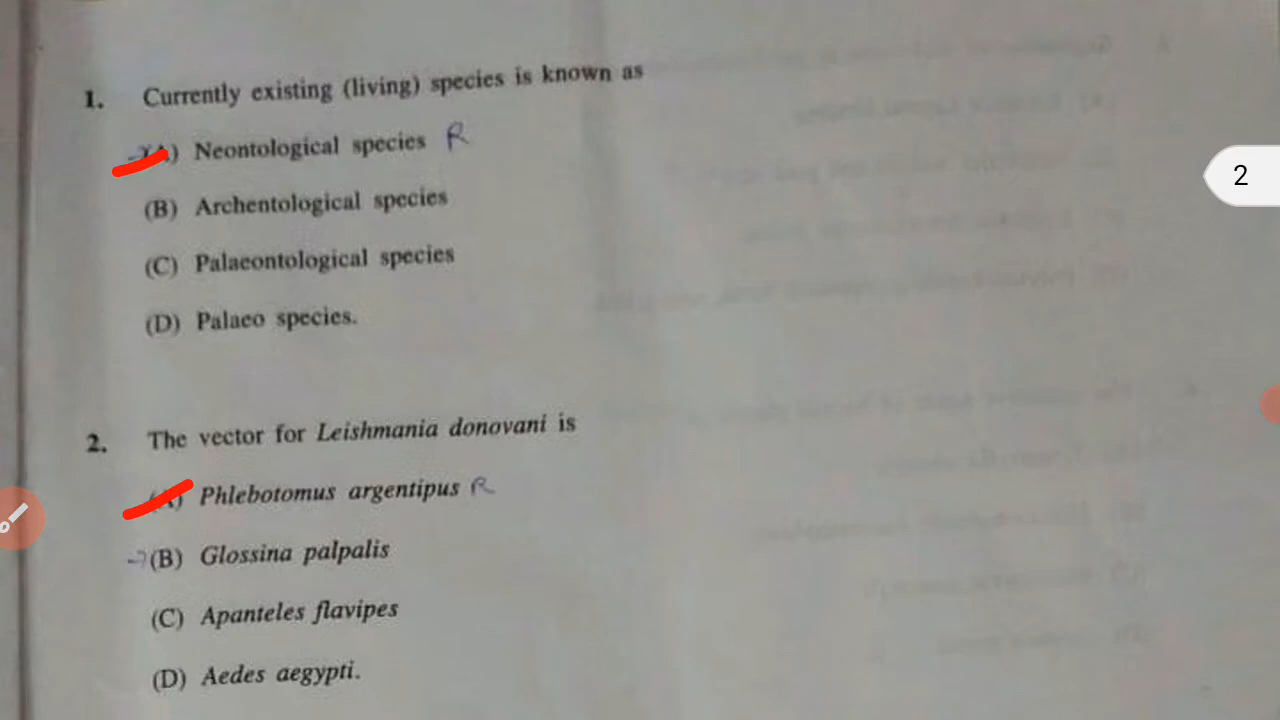 1. Currently existing (living) species is known as
(A) Neontological species R
(B) Archentological species
(C) Palaeontological species
(D) Palaeo species.
2
2. The vector for Leishmania donovani is
(A) Phlebotomus argentipus R
(B) Glossina palpalis
(C) Apanteles flavipes
(D) Aedes aegypti.